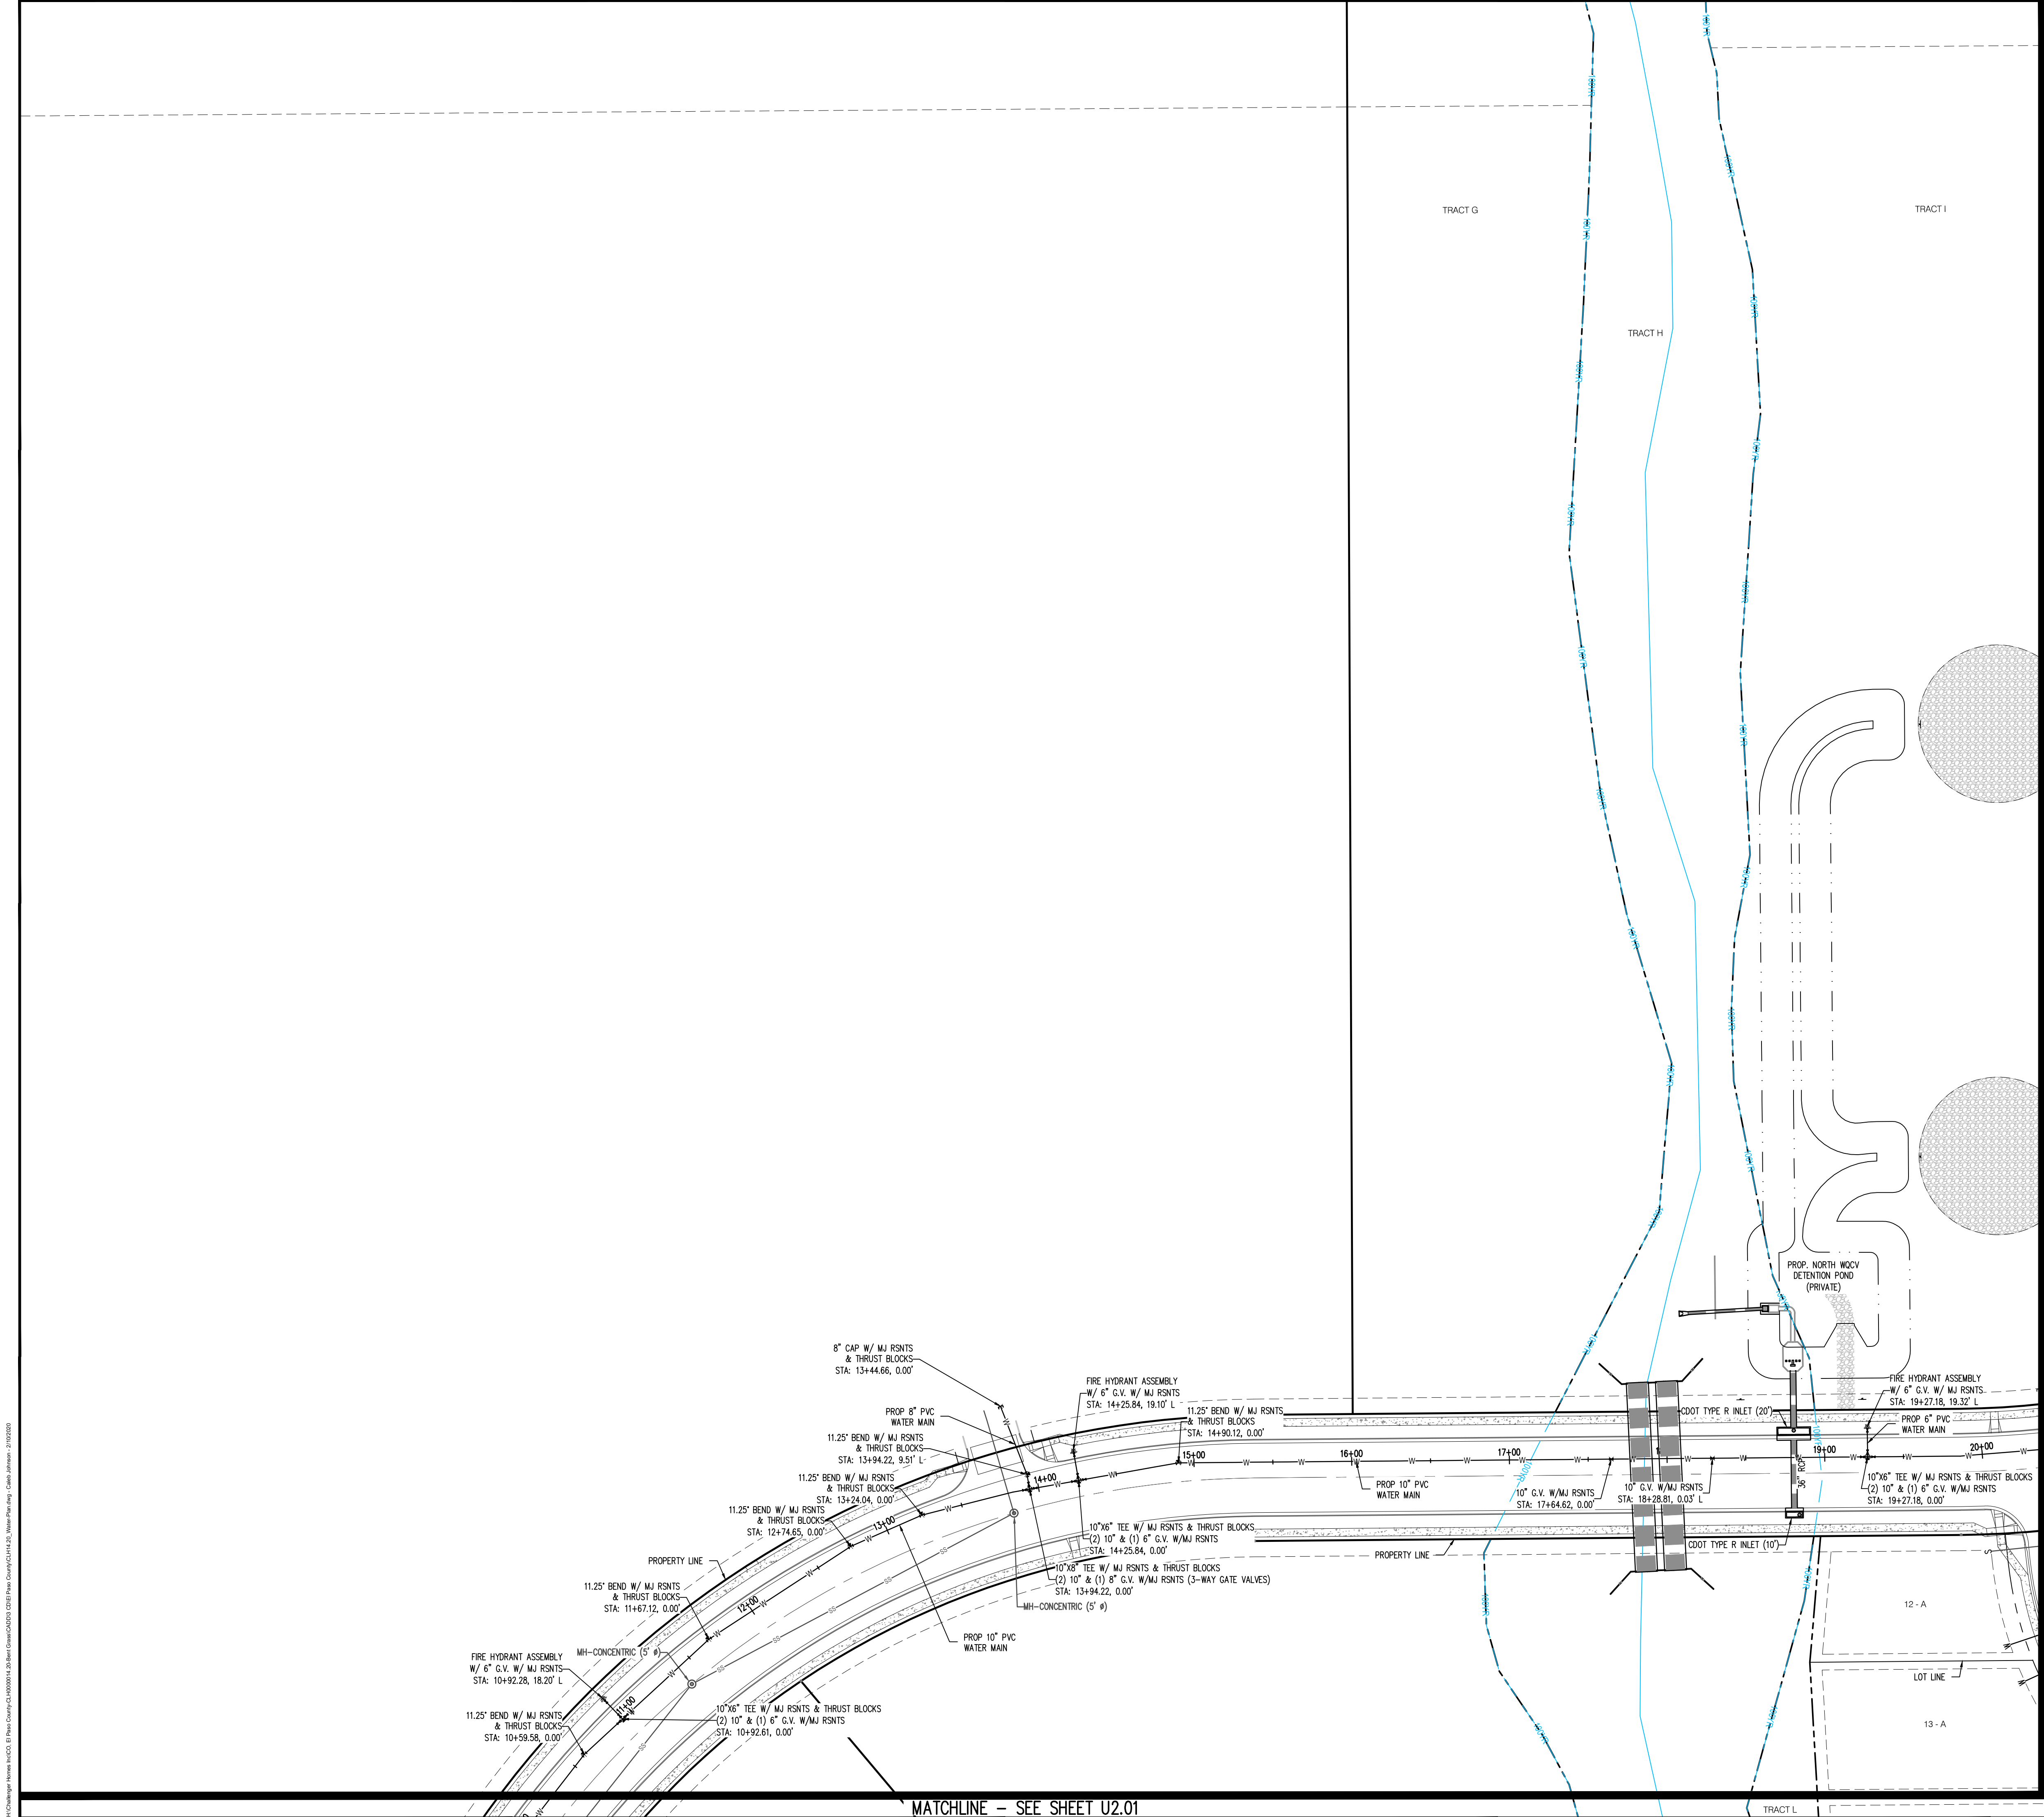 TRACT G
TRACT I
TRACT H
PROP. NORTH WQCV
DETENTION POND
(PRIVATE)
8" CAP W/ MJ RSNTS
& THRUST BLOCKS
STA: 13+44.66, 0.00'
FIRE HYDRANT ASSEMBLY
W/ 6" G.V. W/ MJ RSNTS
STA: 14+25.84, 19.10' L
FIRE HYDRANT ASSEMBLY
W/ 6" G.V. W/ MJ RSNTS
STA: 19+27.18, 19.32' L
PROP 8" PVC
WATER MAIN
11.25° BEND W/ MJ RSNTS
& THRUST BLOCKS
STA: 14+90.12, 0.00'
CDOT TYPE R INLET (20')
PROP 6" PVC
WATER MAIN
11.25° BEND W/ MJ RSNTS
& THRUST BLOCKS
STA: 13+94.22, 9.51' L
15+00
16+00
17+00
19+00
20+00
14+00
11.25° BEND W/ MJ RSNTS
& THRUST BLOCKS
STA: 13+24.04, 0.00'
PROP 10" PVC
WATER MAIN
10" G.V. W/MJ RSNTS
STA: 17+64.62, 0.00'
10" G.V. W/MJ RSNTS
STA: 18+28.81, 0.03' L
36" RCP
10"X6" TEE W/ MJ RSNTS & THRUST BLOCKS
(2) 10" & (1) 6" G.V. W/MJ RSNTS
STA: 19+27.18, 0.00'
11.25° BEND W/ MJ RSNTS
& THRUST BLOCKS
STA: 12+74.65, 0.00'
13+00
10"X6" TEE W/ MJ RSNTS & THRUST BLOCKS
(2) 10" & (1) 6" G.V. W/MJ RSNTS
STA: 14+25.84, 0.00'
PROPERTY LINE
PROPERTY LINE
CDOT TYPE R INLET (10')
10"X8" TEE W/ MJ RSNTS & THRUST BLOCKS
(2) 10" & (1) 8" G.V. W/MJ RSNTS (3-WAY GATE VALVES)
STA: 13+94.22, 0.00'
11.25° BEND W/ MJ RSNTS
& THRUST BLOCKS
STA: 11+67.12, 0.00'
12+00
MH-CONCENTRIC (5' ø)
12 - A
PROP 10" PVC
WATER MAIN
MH-CONCENTRIC (5' ø)
FIRE HYDRANT ASSEMBLY
W/ 6" G.V. W/ MJ RSNTS
STA: 10+92.28, 18.20' L
LOT LINE
11+00
10"X6" TEE W/ MJ RSNTS & THRUST BLOCKS
(2) 10" & (1) 6" G.V. W/MJ RSNTS
STA: 10+92.61, 0.00'
11.25° BEND W/ MJ RSNTS
& THRUST BLOCKS
STA: 10+59.58, 0.00'
13 - A
MATCHLINE – SEE SHEET U2.01
TRACT L